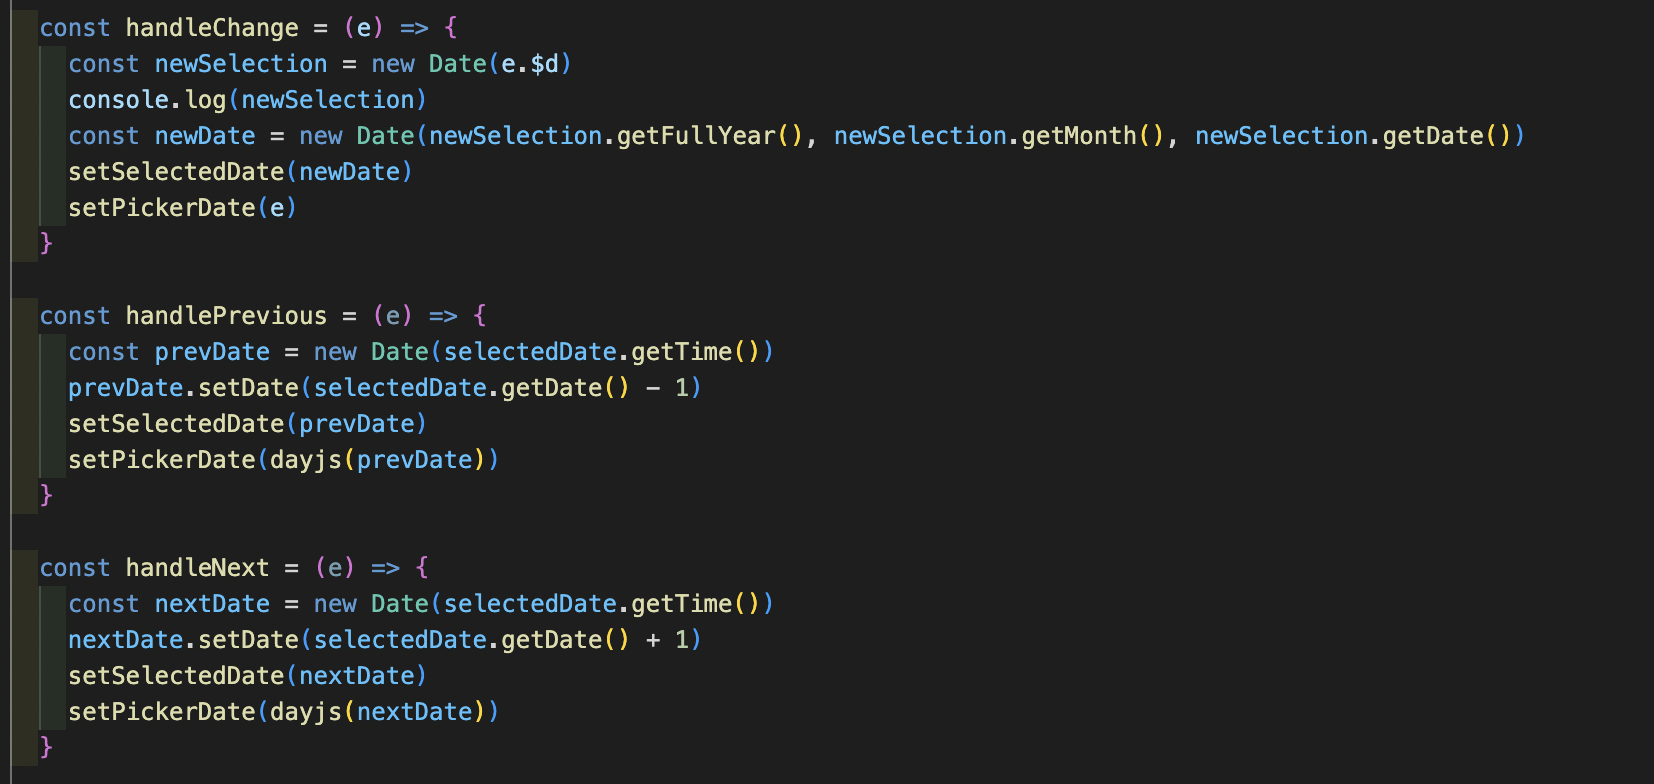 const handleChange = (e) => {
  const newSelection = new Date(e.$d)
  console.log(newSelection)
  const newDate = new Date(newSelection.getFullYear(), newSelection.getMonth(), newSelection.getDate())
  setSelectedDate(newDate)
  setPickerDate(e)
}

const handlePrevious = (e) => {
  const prevDate = new Date(selectedDate.getTime())
  prevDate.setDate(selectedDate.getDate() - 1)
  setSelectedDate(prevDate)
  setPickerDate(dayjs(prevDate))
}

const handleNext = (e) => {
  const nextDate = new Date(selectedDate.getTime())
  nextDate.setDate(selectedDate.getDate() + 1)
  setSelectedDate(nextDate)
  setPickerDate(dayjs(nextDate))
}